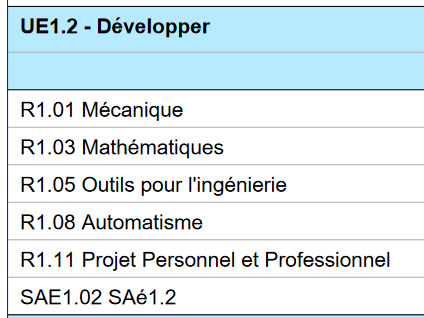 UE1.2 - Développer
R1.01 Mécanique
R1.03 Mathématiques
R1.05 Outils pour l'ingénierie
R1.08 Automatisme
R1.11 Projet Personnel et Professionnel
SAE1.02 SAé1.2